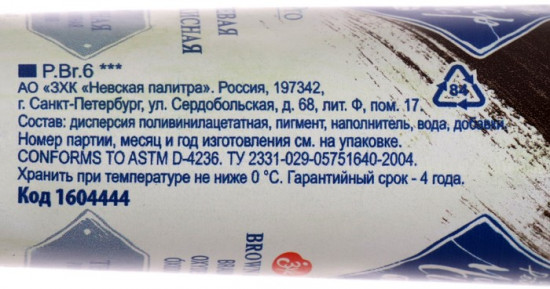 P.Br.6 ***
АО «ЗХК «Невская палитра». Россия, 197342,
г. Санкт-Петербург, ул. Сердобольская, д. 68, лит. Ф, пом. 17.
Состав: дисперсия поливинилацетатная, пигмент, наполнитель, вода, добавки.
Номер партии, месяц и год изготовления см. на упаковке.
CONFORMS TO ASTM D-4236. ТУ 2331-029-05751640-2004.
Хранить при температуре не ниже 0 °С. Гарантийный срок - 4 года.
Код 1604444
84
BROWN